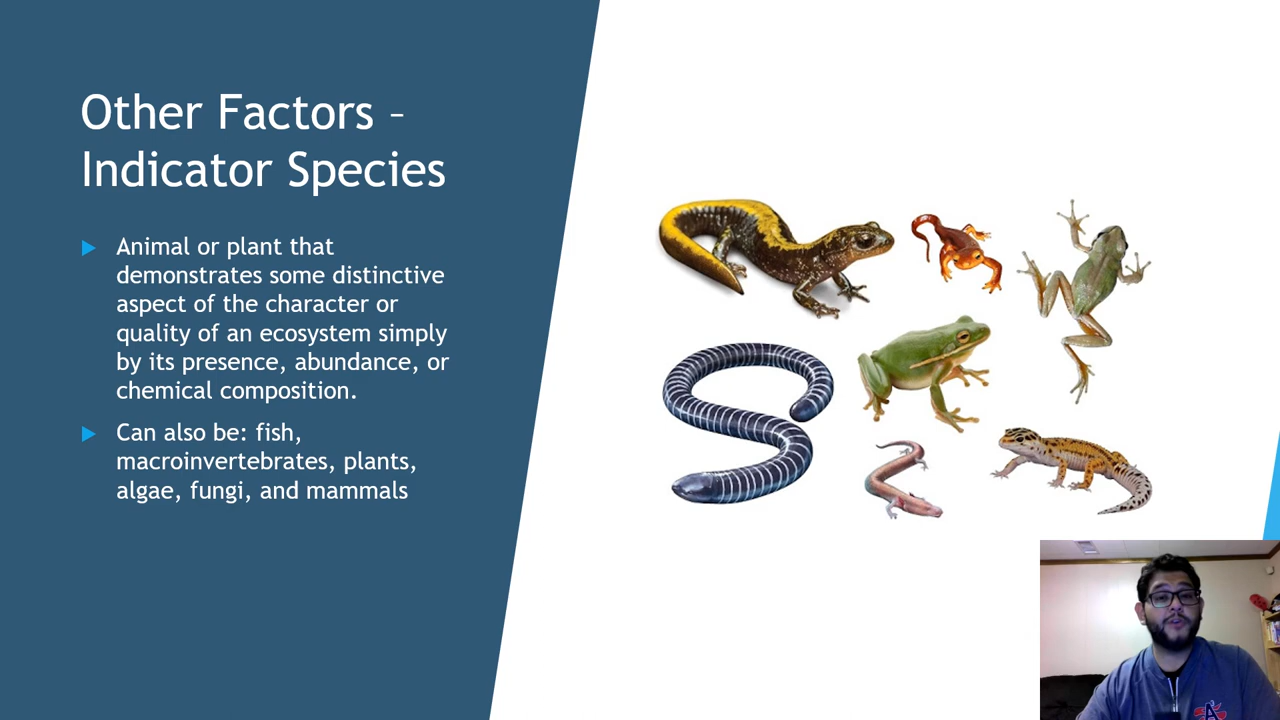 Other Factors –
Indicator Species
Animal or plant that
demonstrates some distinctive
aspect of the character or
quality of an ecosystem simply
by its presence, abundance, or
chemical composition.
Can also be: fish,
macroinvertebrates, plants,
algae, fungi, and mammals